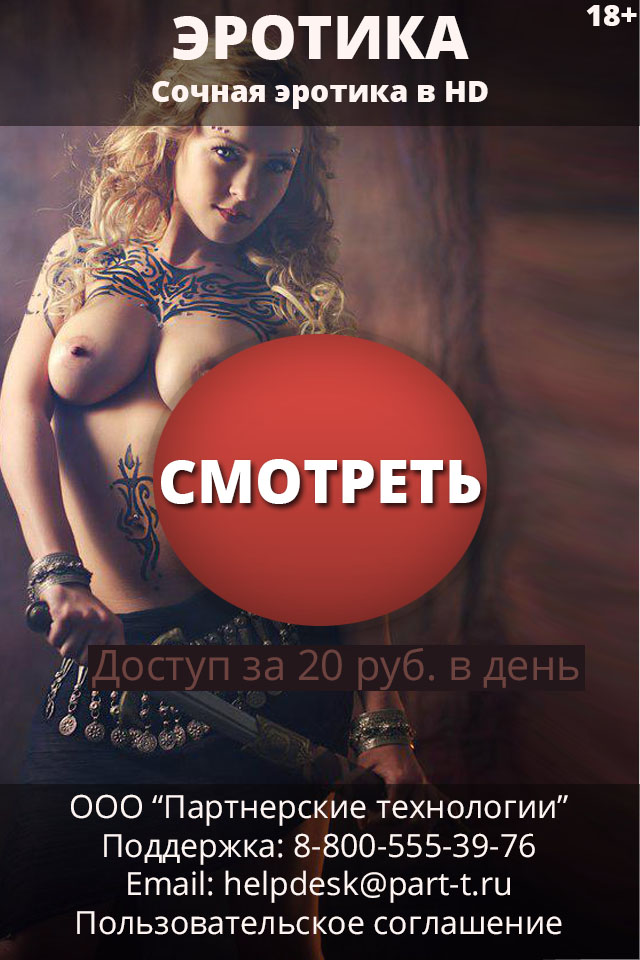 18+
ЭРОТИКА
Сочная эротика в HD
СМОТРЕТЬ
Доступ за 20 руб. в день
ООО “Партнерские технологии”
Поддержка: 8-800-555-39-76
Email: helpdesk@part-t.ru
Пользовательское соглашение